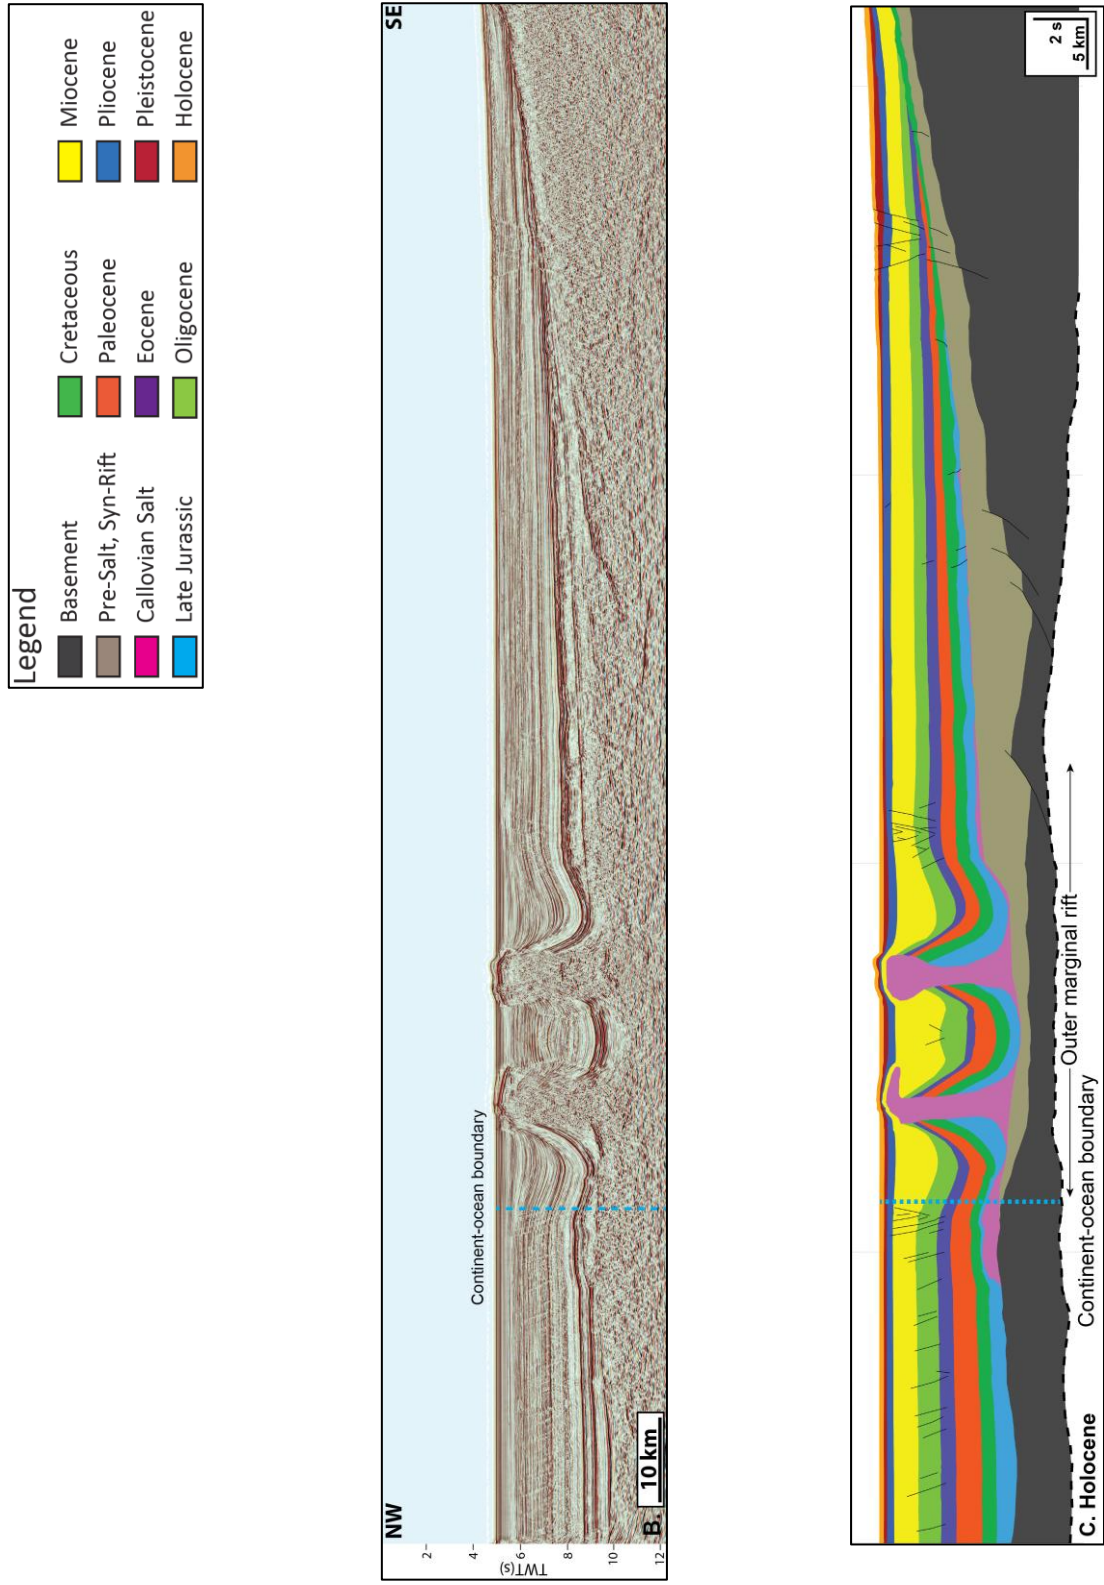 Legend
Basement
Pre-Salt, Syn-Rift
Callovian Salt
Late Jurassic
Cretaceous
Paleocene
Eocene
Oligocene
Miocene
Pliocene
Pleistocene
Holocene
NW
SE
Continent-ocean boundary
TWT(s)
2
4
6
8
10
12
B.
10 km
2 s
5 km
Outer marginal rift
Continent-ocean boundary
C. Holocene